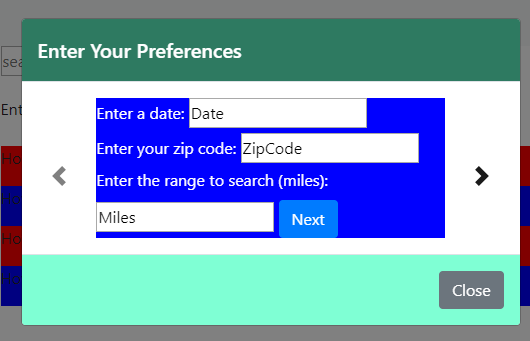 Enter Your Preferences
sea
Ent
Enter a date: Date
Enter your zip code: ZipCode
Enter the range to search (miles):
Miles Next
Ho
Ho
Close